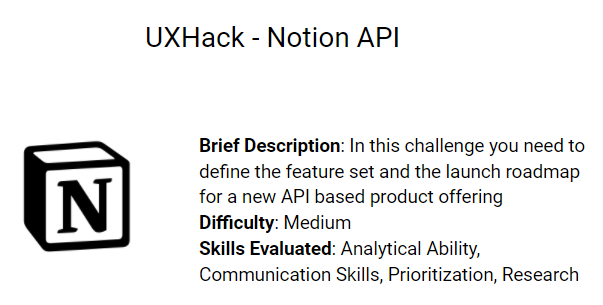 UXHack - Notion API
N
Brief Description: In this challenge you need to
define the feature set and the launch roadmap
for a new API based product offering
Difficulty: Medium
Skills Evaluated: Analytical Ability,
Communication Skills, Prioritization, Research